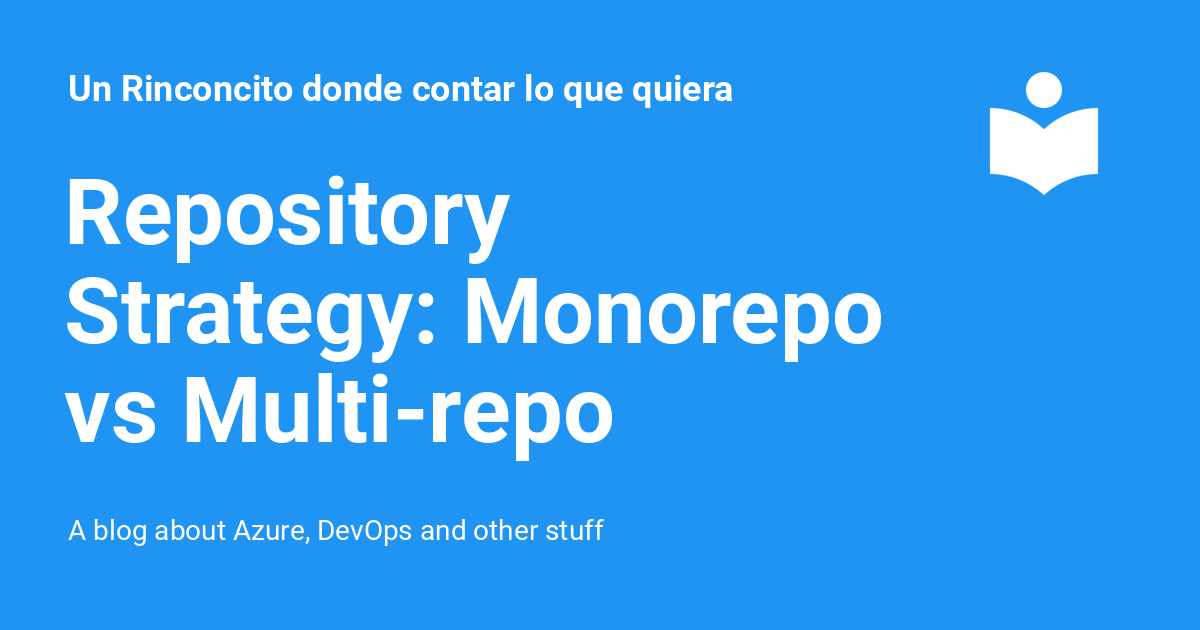 Un Rinconcito donde contar lo que quiera
Repository
Strategy: Monorepo
vs Multi-repo
A blog about Azure, DevOps and other stuff